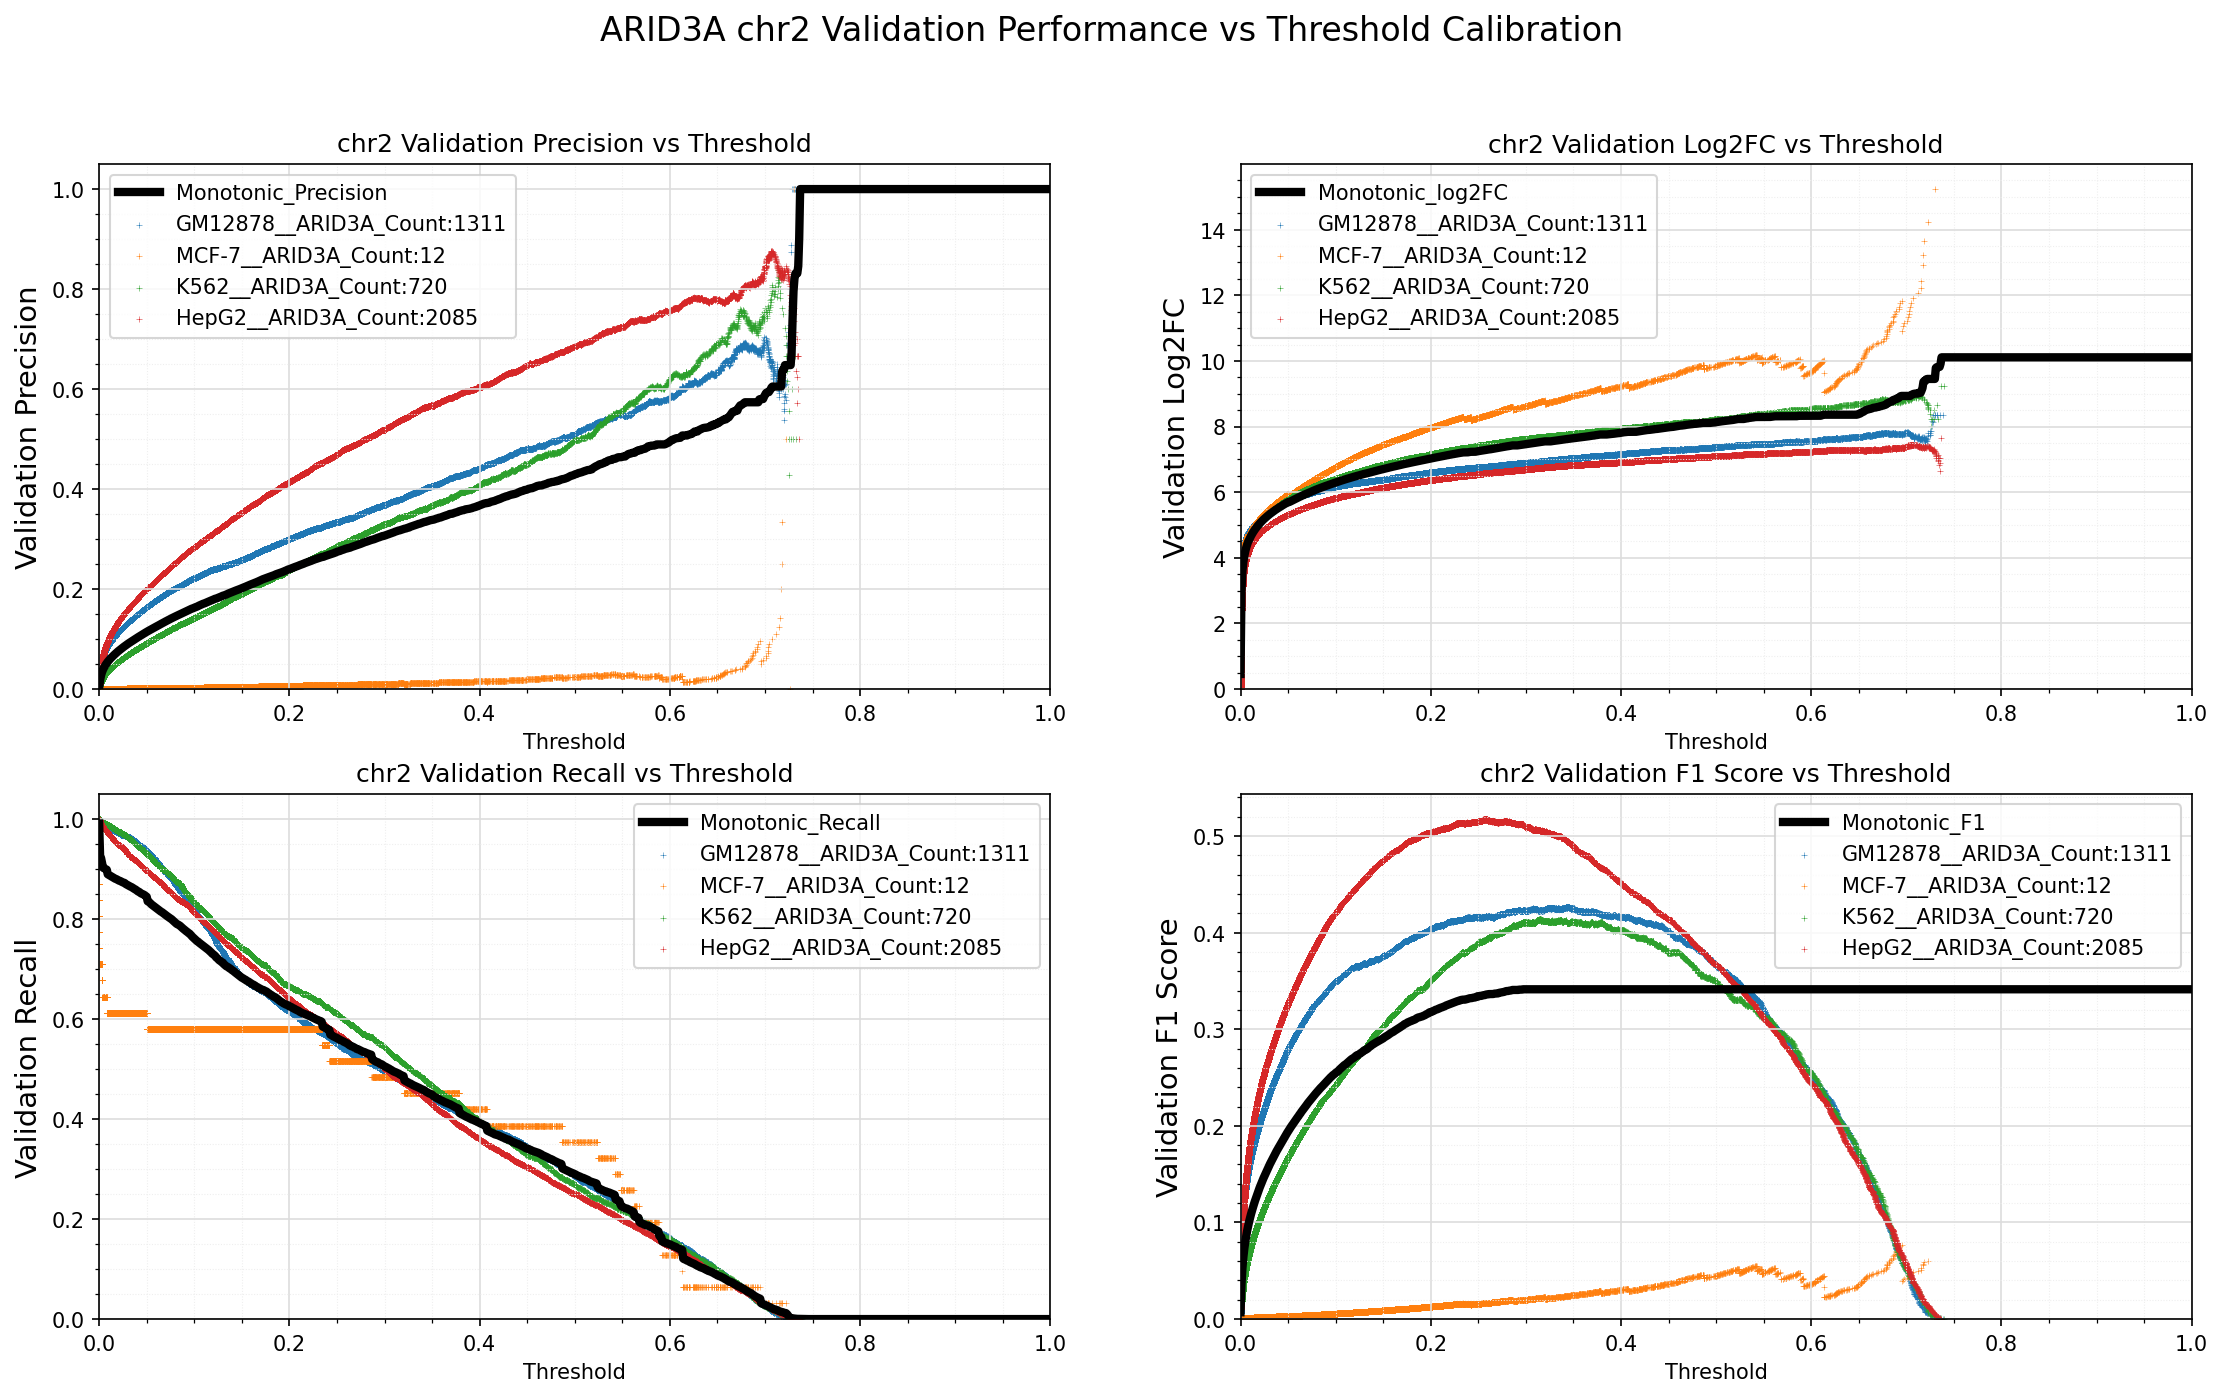 ARID3A chr2 Validation Performance vs Threshold Calibration
chr2 Validation Precision vs Threshold
Validation Precision
1.0
0.8
0.6
0.4
0.2
0.0
Monotonic_Precision
GM12878__ARID3A_Count:1311
MCF-7__ARID3A_Count:12
K562__ARID3A_Count:720
HepG2__ARID3A_Count:2085
0.0 0.2 0.4 0.6 0.8 1.0
Threshold
chr2 Validation Log2FC vs Threshold
Validation Log2FC
14
12
10
8
6
4
2
0
Monotonic_log2FC
GM12878__ARID3A_Count:1311
MCF-7__ARID3A_Count:12
K562__ARID3A_Count:720
HepG2__ARID3A_Count:2085
0.0 0.2 0.4 0.6 0.8 1.0
Threshold
chr2 Validation Recall vs Threshold
Validation Recall
1.0
0.8
0.6
0.4
0.2
0.0
Monotonic_Recall
GM12878__ARID3A_Count:1311
MCF-7__ARID3A_Count:12
K562__ARID3A_Count:720
HepG2__ARID3A_Count:2085
0.0 0.2 0.4 0.6 0.8 1.0
Threshold
chr2 Validation F1 Score vs Threshold
Validation F1 Score
0.5
0.4
0.3
0.2
0.1
0.0
Monotonic_F1
GM12878__ARID3A_Count:1311
MCF-7__ARID3A_Count:12
K562__ARID3A_Count:720
HepG2__ARID3A_Count:2085
0.0 0.2 0.4 0.6 0.8 1.0
Threshold